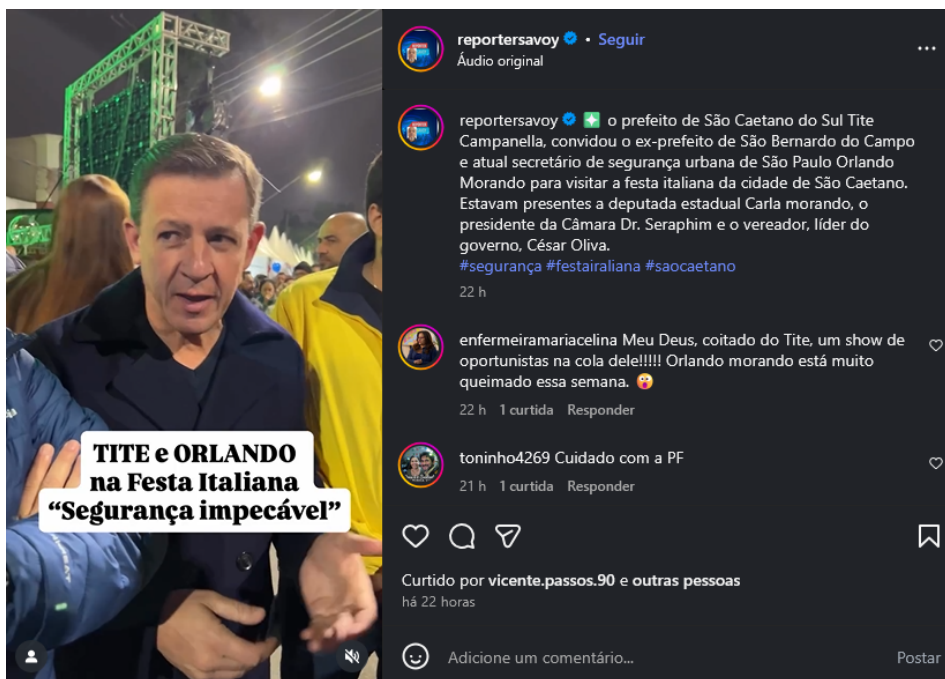 reportersavoy • Seguir
Áudio original
reportersavoy o prefeito de São Caetano do Sul Tite
Campanella, convidou o ex-prefeito de São Bernardo do Campo
e atual secretário de segurança urbana de São Paulo Orlando
Morando para visitar a festa italiana da cidade de São Caetano.
Estavam presentes a deputada estadual Carla morando, o
presidente da Câmara Dr. Seraphim e o vereador, líder do
governo, César Oliva.
#segurança #festairaliana #saocaetano
22 h
enfermeiramariacelina Meu Deus, coitado do Tite, um show de
oportunistas na cola dele!!!!! Orlando morando está muito
queimado essa semana. 😱
22 h 1 curtida Responder
toninho4269 Cuidado com a PF
21 h 1 curtida Responder
Curtido por vicente.passos.90 e outras pessoas
há 22 horas
Adicione um comentário...
Postar
TITE e ORLANDO
na Festa Italiana
“Segurança impecável”